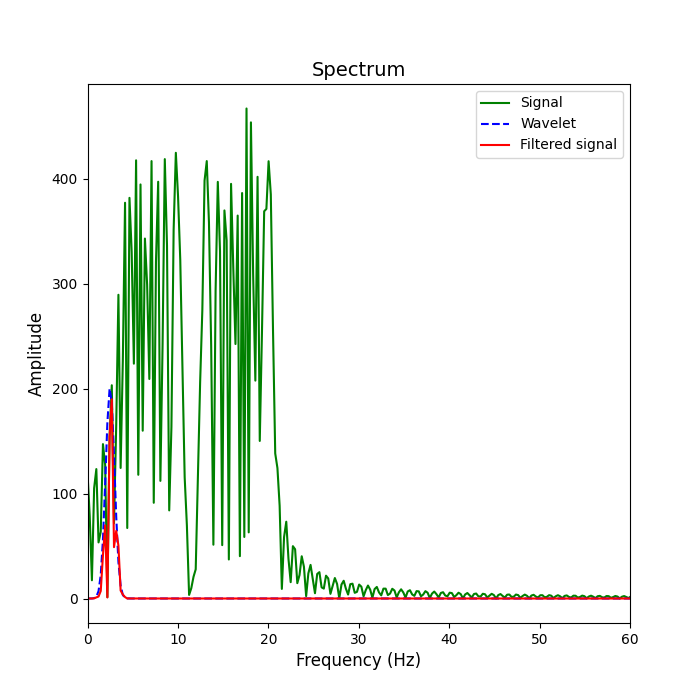 Spectrum
Signal
Wavelet
Filtered signal
Amplitude
400
300
200
100
0
0 10 20 30 40 50 60
Frequency (Hz)